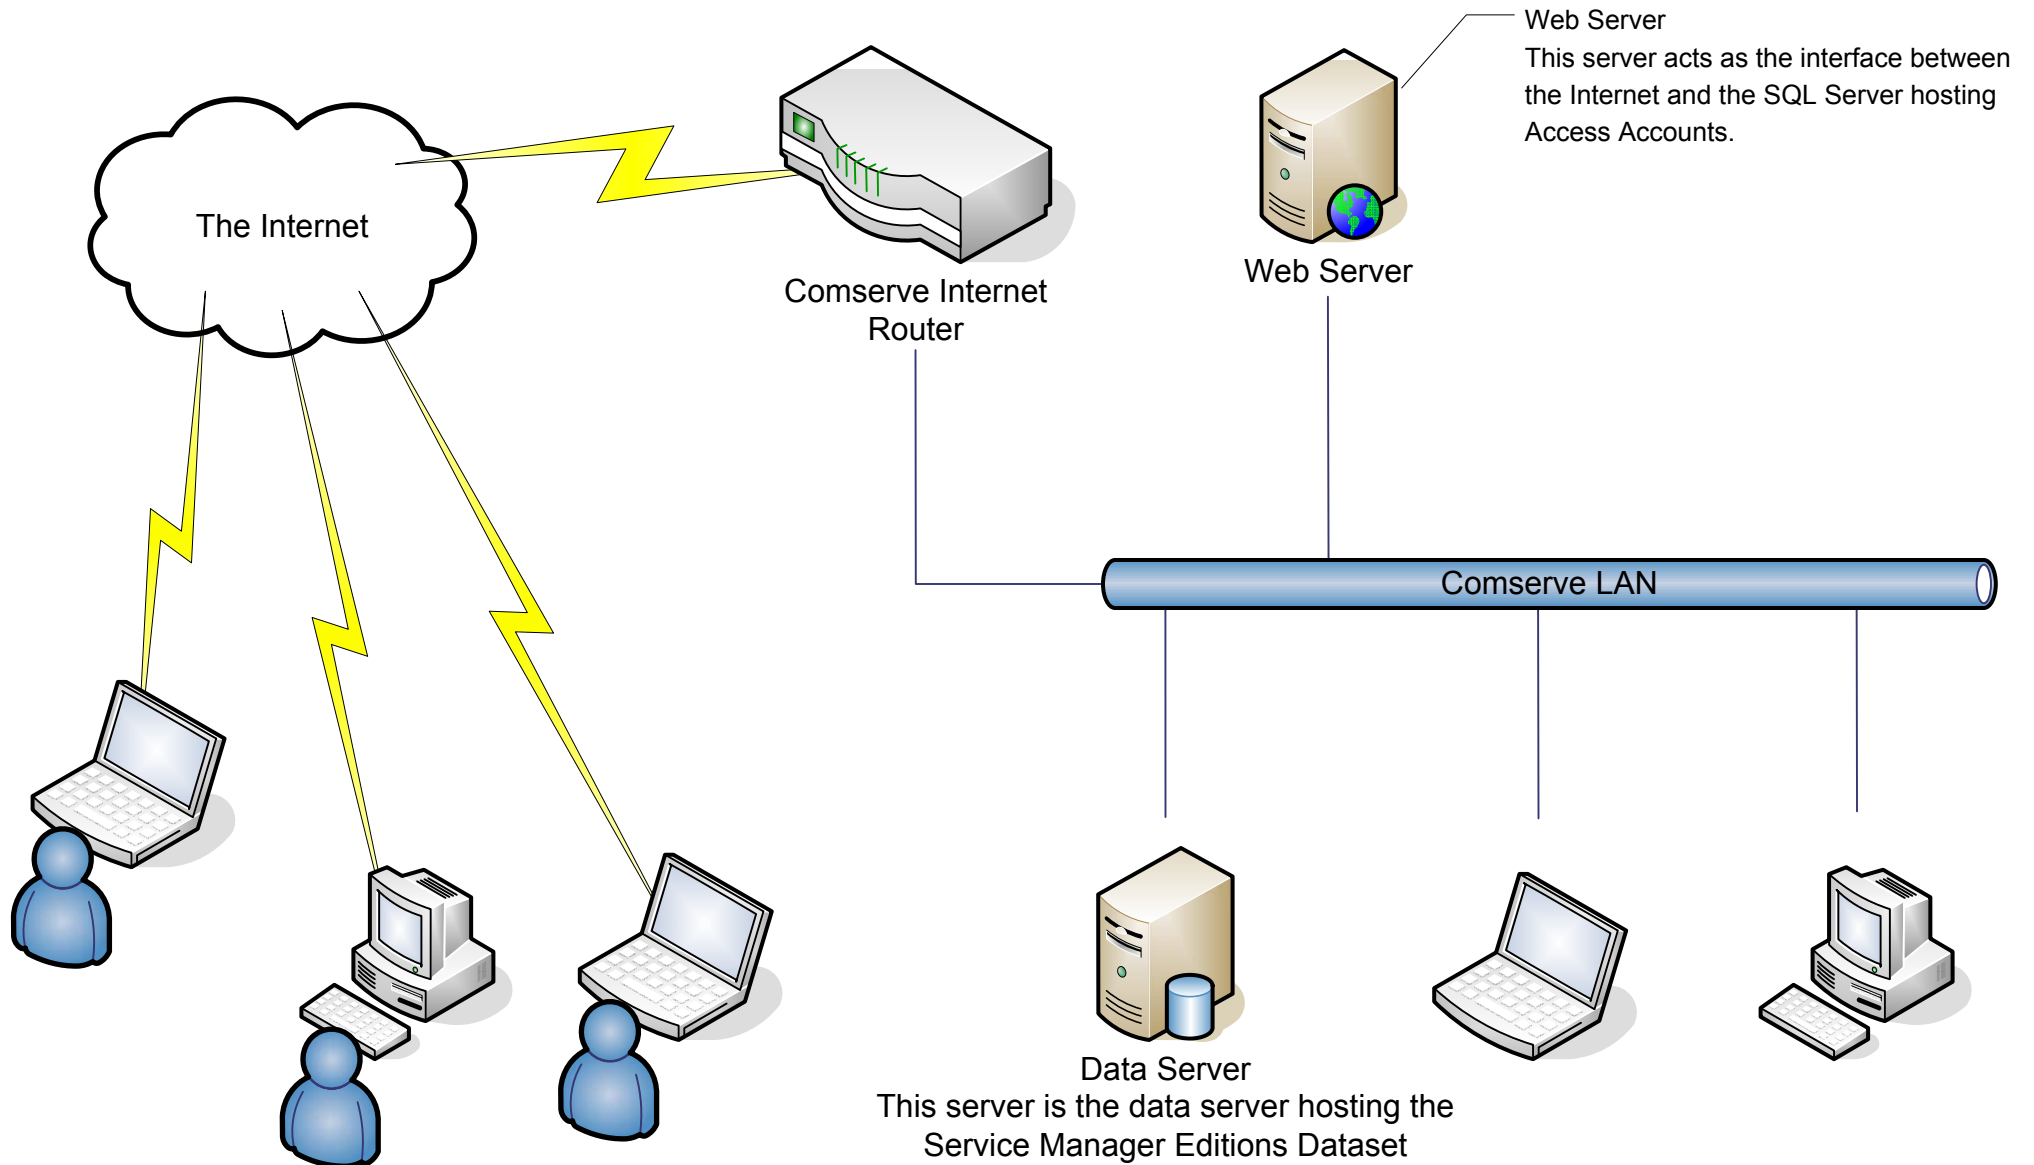 Web Server
This server acts as the interface between
the Internet and the SQL Server hosting
Access Accounts.
The Internet
Comserve Internet
Router
Web Server
Comserve LAN
Data Server
This server is the data server hosting the
Service Manager Editions Dataset